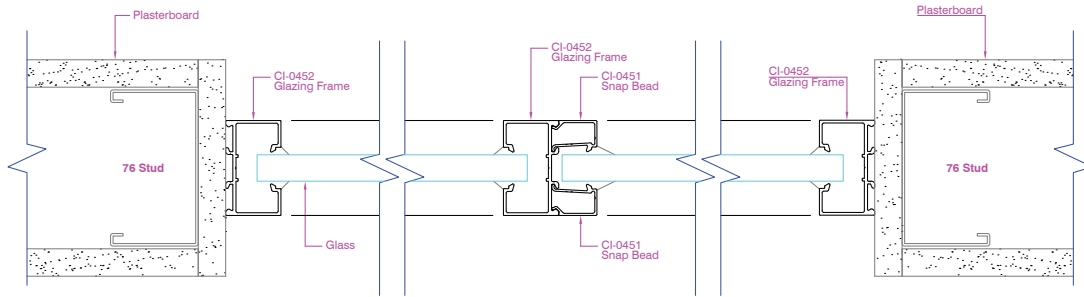 Plasterboard
Plasterboard
CI-0452
Glazing Frame
CI-0452
Glazing Frame
CI-0451
Snap Bead
CI-0452
Glazing Frame
76 Stud
76 Stud
Glass
CI-0451
Snap Bead